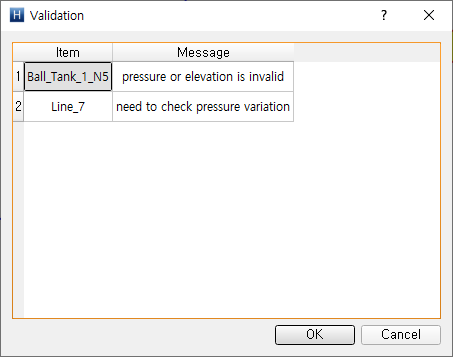 H Validation ?
Item Message
1 Ball_Tank_1_N5 pressure or elevation is invalid
2 Line_7 need to check pressure variation
OK Cancel